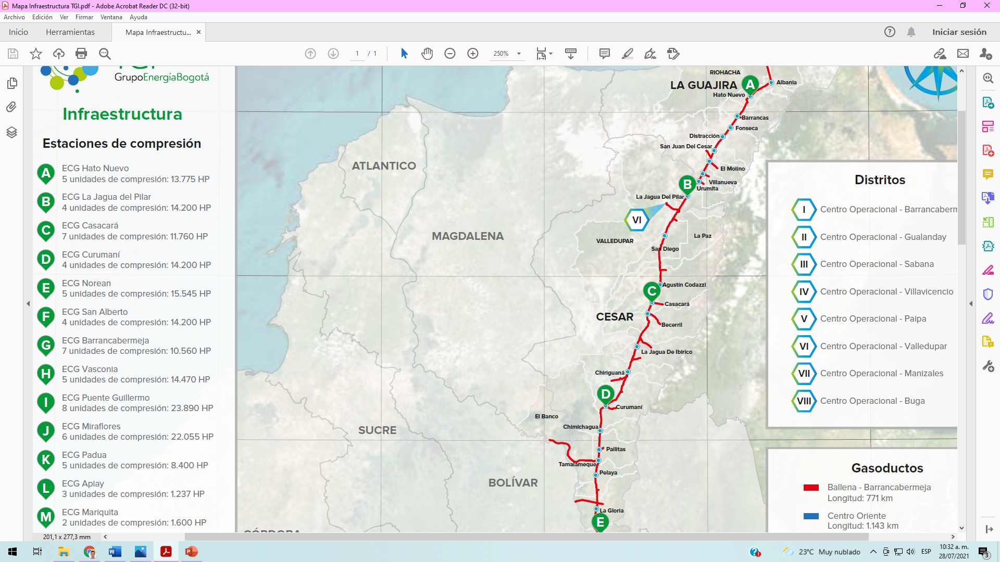 Mapa Infraestructura TGI.pdf - Adobe Acrobat Reader DC (32-bit)
Archivo Edición Ver Firmar Ventana Ayuda
Inicio Herramientas Mapa Infraestructu... × Iniciar sesión
1 / 1 250%
GrupoEnergíaBogotá
Infraestructura
Estaciones de compresión
A ECG Hato Nuevo
5 unidades de compresión: 13.775 HP
B ECG La Jagua del Pilar
4 unidades de compresión: 14.200 HP
C ECG Casacará
7 unidades de compresión: 11.760 HP
D ECG Curumaní
4 unidades de compresión: 14.200 HP
E ECG Norean
5 unidades de compresión: 15.545 HP
F ECG San Alberto
4 unidades de compresión: 14.200 HP
G ECG Barrancabermeja
7 unidades de compresión: 10.560 HP
H ECG Vasconia
5 unidades de compresión: 14.470 HP
I ECG Puente Guillermo
8 unidades de compresión: 23.890 HP
J ECG Miraflores
6 unidades de compresión: 22.055 HP
K ECG Padua
5 unidades de compresión: 8.400 HP
L ECG Apiay
3 unidades de compresión: 1.237 HP
M ECG Mariquita
2 unidades de compresión: 1.600 HP
RIOHACHA
LA GUAJIRA
A
Albania
Hato Nuevo
Barrancas
Fonseca
Distracción
San Juan Del Cesar
El Molino
ATLANTICO
B
Villanueva
Urumita
La Jagua Del Pilar
VI
MAGDALENA
La Paz
VALLEDUPAR
San Diego
Agustín Codazzi
C
Casacará
CESAR
Becerril
La Jagua De Ibirico
Chiriguaná
D
Curumaní
El Banco
Chimichagua
SUCRE
Pailitas
Tamalameque
Pelaya
BOLÍVAR
La Gloria
E
CÓRDOBA
Distritos
I Centro Operacional - Barrancaberm
II Centro Operacional - Gualanday
III Centro Operacional - Sabana
IV Centro Operacional - Villavicencio
V Centro Operacional - Paipa
VI Centro Operacional - Valledupar
VII Centro Operacional - Manizales
VIII Centro Operacional - Buga
Gasoductos
Ballena - Barrancabermeja
Longitud: 771 km
Centro Oriente
Longitud: 1.143 km
201,1 x 277,3 mm
23°C Muy nublado ESP 10:32 a. m.
28/07/2021
3